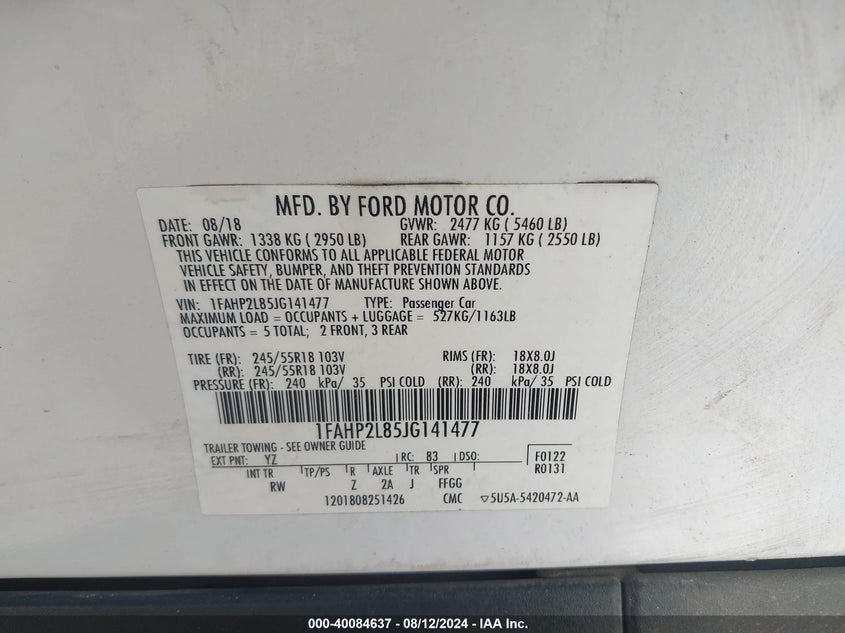 MFD. BY FORD MOTOR CO.
DATE: 08/18 GVWR: 2477 KG ( 5460 LB)
FRONT GAWR: 1338 KG ( 2950 LB) REAR GAWR: 1157 KG ( 2550 LB)
THIS VEHICLE CONFORMS TO ALL APPLICABLE FEDERAL MOTOR
VEHICLE SAFETY, BUMPER, AND THEFT PREVENTION STANDARDS
IN EFFECT ON THE DATE OF MANUFACTURE SHOWN ABOVE.
VIN: 1FAHP2L85JG141477 TYPE: Passenger Car
MAXIMUM LOAD = OCCUPANTS + LUGGAGE = 527KG/1163LB
OCCUPANTS = 5 TOTAL; 2 FRONT, 3 REAR
TIRE (FR): 245/55R18 103V RIMS (FR): 18X8.0J
(RR): 245/55R18 103V (RR): 18X8.0J
PRESSURE (FR): 240 kPa/ 35 PSI COLD (RR): 240 kPa/ 35 PSI COLD
1FAHP2L85JG141477
TRAILER TOWING - SEE OWNER GUIDE
EXT PNT: YZ RC: 83 DSO: F0122
INT TR TP/PS R AXLE TR SPR R0131
RW Z 2A J FFGG
1201808251426 CMC ▽5U5A-5420472-AA
000-40084637 - 08/12/2024 - IAA Inc.